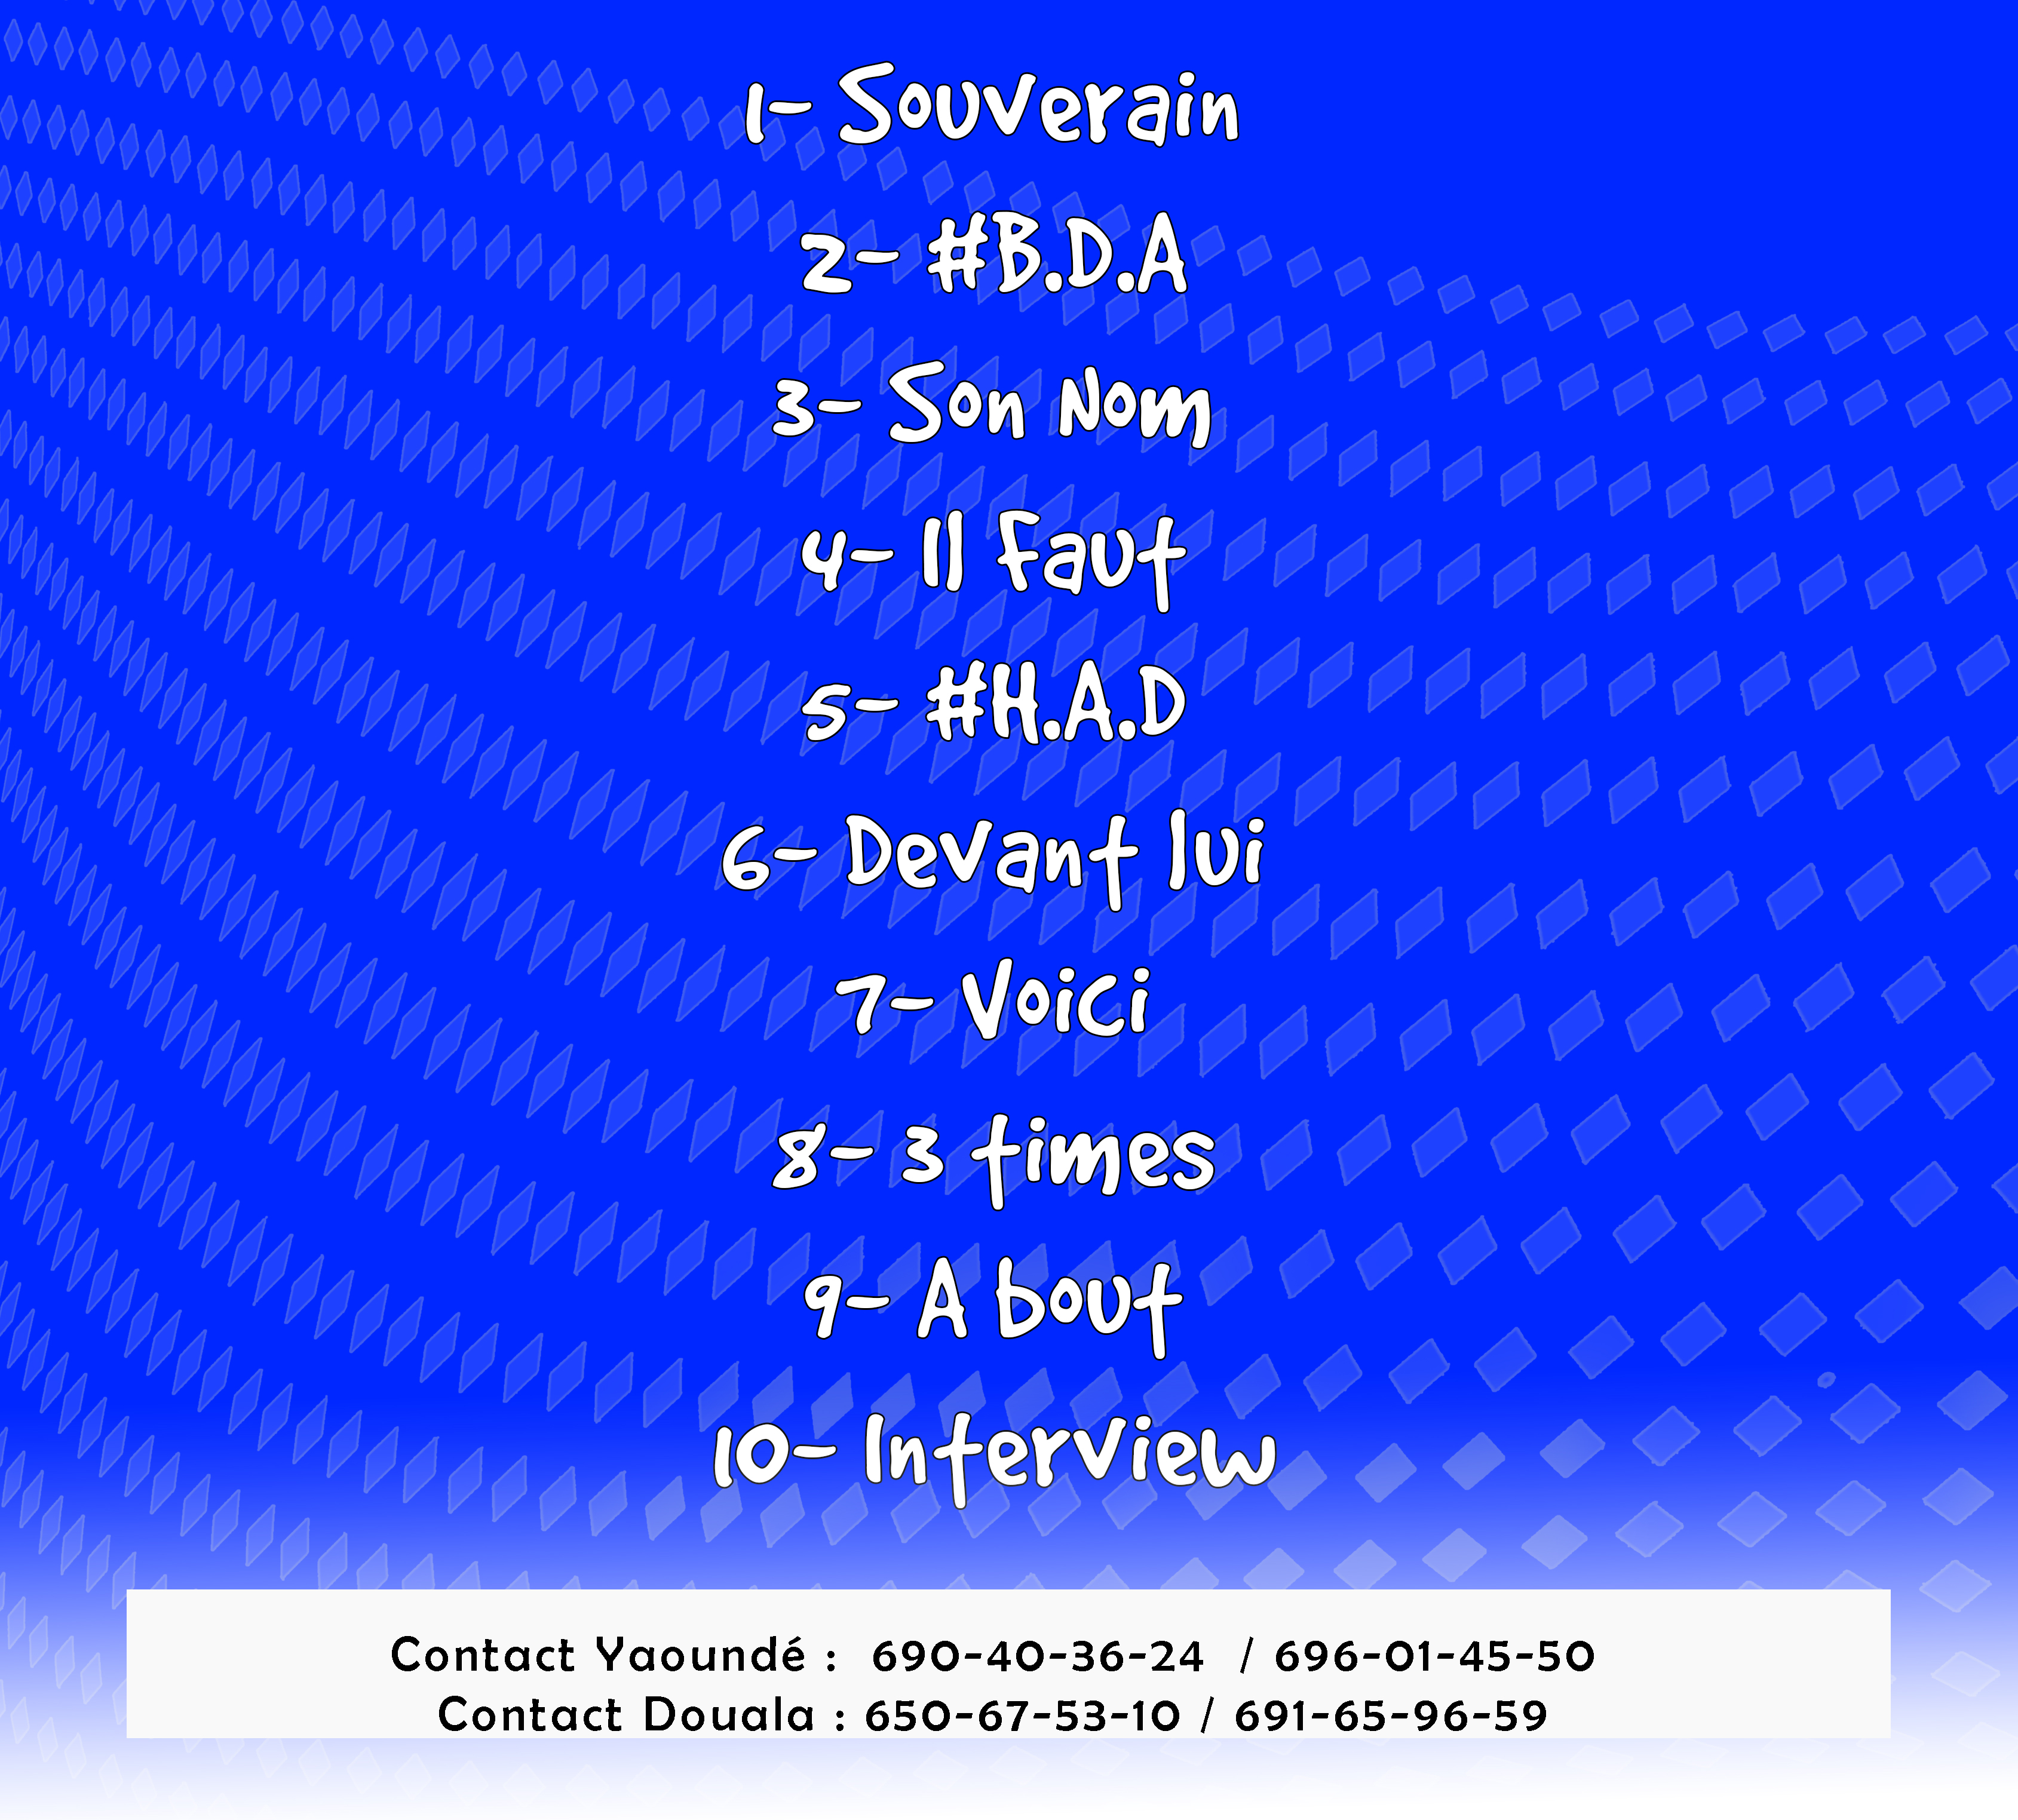 1- Souverain
2- #B.D.A
3- Son Nom
4- Il faut
5- #H.A.D
6- Devant lui
7- Voici
8- 3 times
9- A bout
10- Interview
Contact Yaoundé : 690-40-36-24 / 696-01-45-50
Contact Douala : 650-67-53-10 / 691-65-96-59